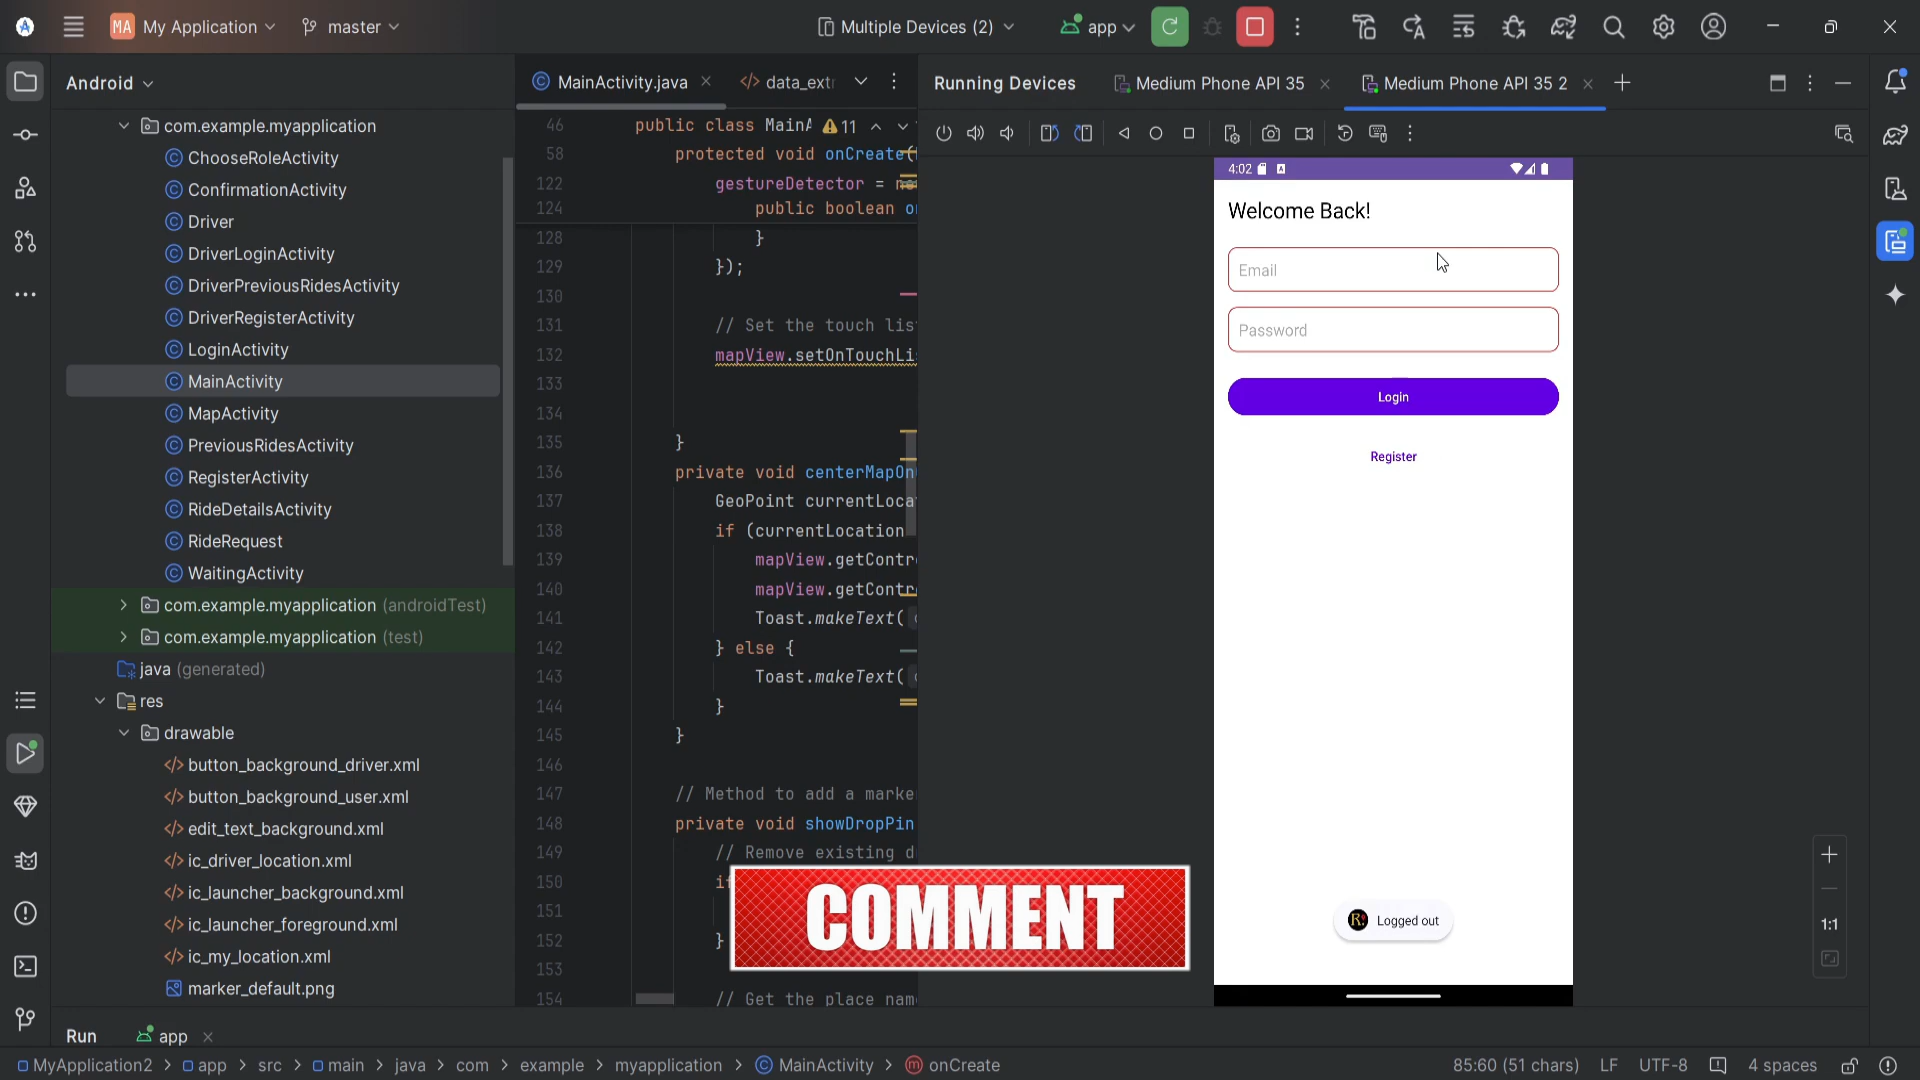 MA My Application
master
Multiple Devices (2)
app
Android
com.example.myapplication
ChooseRoleActivity
ConfirmationActivity
Driver
DriverLoginActivity
DriverPreviousRidesActivity
DriverRegisterActivity
LoginActivity
MainActivity
MapActivity
PreviousRidesActivity
RegisterActivity
RideDetailsActivity
RideRequest
WaitingActivity
com.example.myapplication (androidTest)
com.example.myapplication (test)
java (generated)
res
drawable
button_background_driver.xml
button_background_user.xml
edit_text_background.xml
ic_driver_location.xml
ic_launcher_background.xml
ic_launcher_foreground.xml
ic_my_location.xml
marker_default.png
MainActivity.java
data_ext
46 public class Main
11
58 protected void onCreate(
122 gestureDetector =
124 public boolean
128 }
129 });
130
131 // Set the touch lis
132 mapView.setOnTouchLi
133
134
135 }
136 private void centerMapOn
137 GeoPoint currentLoca
138 if (currentLocation
139 mapView.getContr
140 mapView.getContr
141 Toast.makeText(
142 } else {
143 Toast.makeText(
144 }
145 }
146
147 // Method to add a marke
148 private void showDropPin
149 // Remove existing d
150 i
151
152 }
153
154 // Get the place nam
Running Devices
Medium Phone API 35
Medium Phone API 35 2
4:02
Welcome Back!
Email
Password
Login
Register
R! Logged out
1:1
COMMENT
Run
app
MyApplication2 > app > src > main > java > com > example > myapplication > MainActivity > onCreate
85:60 (51 chars)
LF
UTF-8
4 spaces